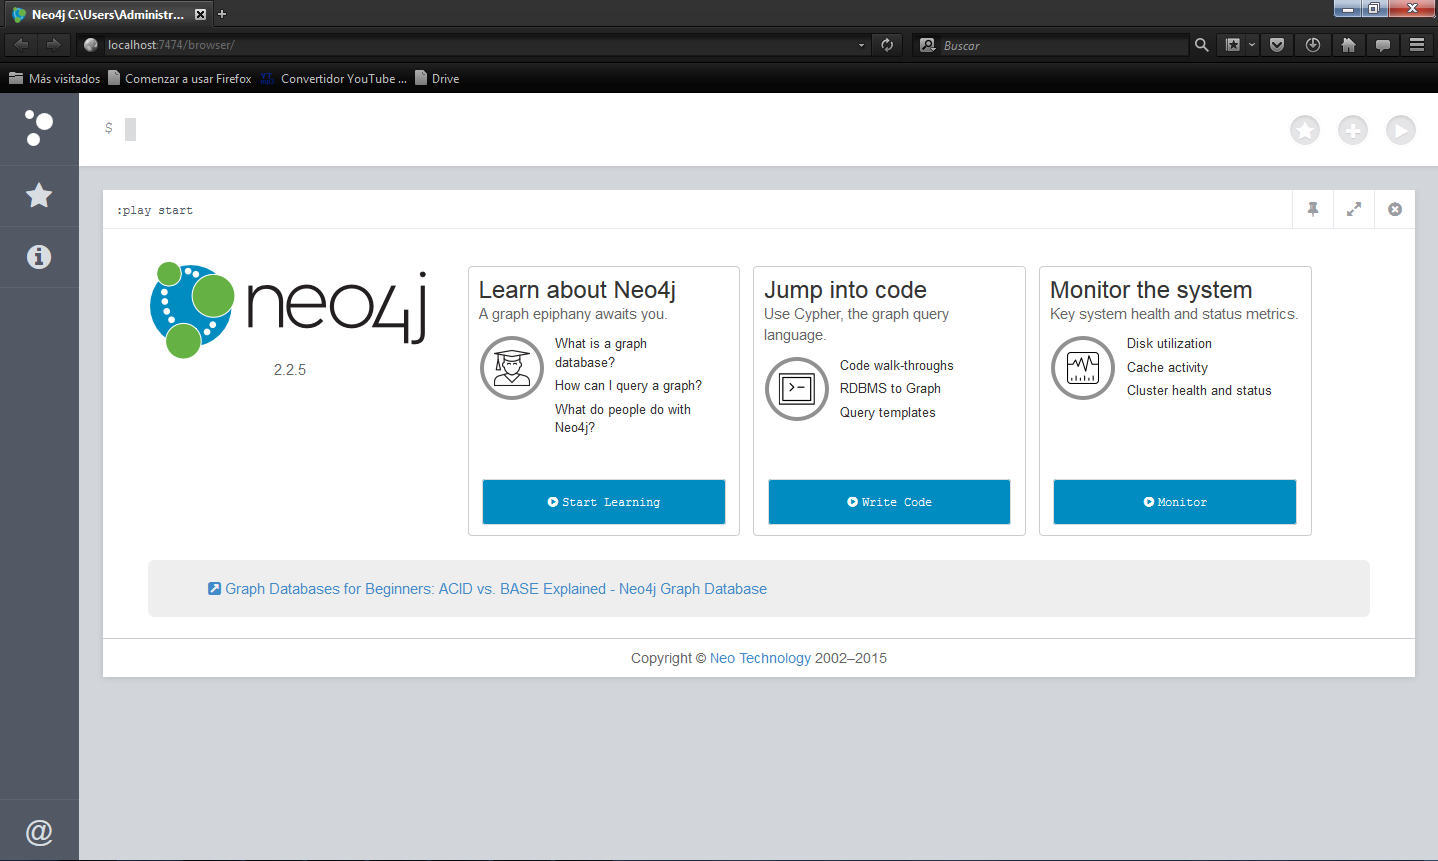 Neo4j C:\Users\Administr...
localhost:7474/browser/
Buscar
Más visitados
Comenzar a usar Firefox
Convertidor YouTube ...
Drive
$
:play start
neo4j
2.2.5
Learn about Neo4j
A graph epiphany awaits you.
What is a graph
database?
How can I query a graph?
What do people do with
Neo4j?
Start Learning
Jump into code
Use Cypher, the graph query
language.
Code walk-throughs
RDBMS to Graph
Query templates
Write Code
Monitor the system
Key system health and status metrics.
Disk utilization
Cache activity
Cluster health and status
Monitor
Graph Databases for Beginners: ACID vs. BASE Explained - Neo4j Graph Database
Copyright © Neo Technology 2002–2015
@